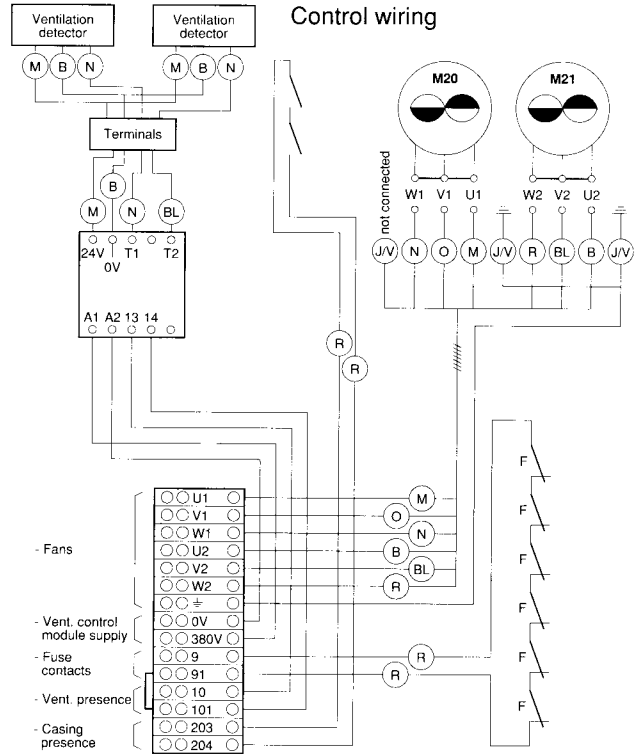 Control wiring
Ventilation detector
Ventilation detector
M B N
M B N
Terminals
B
M N BL
24V T1 T2
0V
A1 A2 13 14
M20 M21
not connected
W1 V1 U1 W2 V2 U2
J/V N O M J/V R BL B J/V
R
R
F
F
F
F
F
F
- Fans
U1
M
V1
O
W1
N
U2
B
V2
BL
W2
R
- Vent. control module supply
0V
380V
- Fuse contacts
9
R
91
R
- Vent. presence
10
101
- Casing presence
203
204